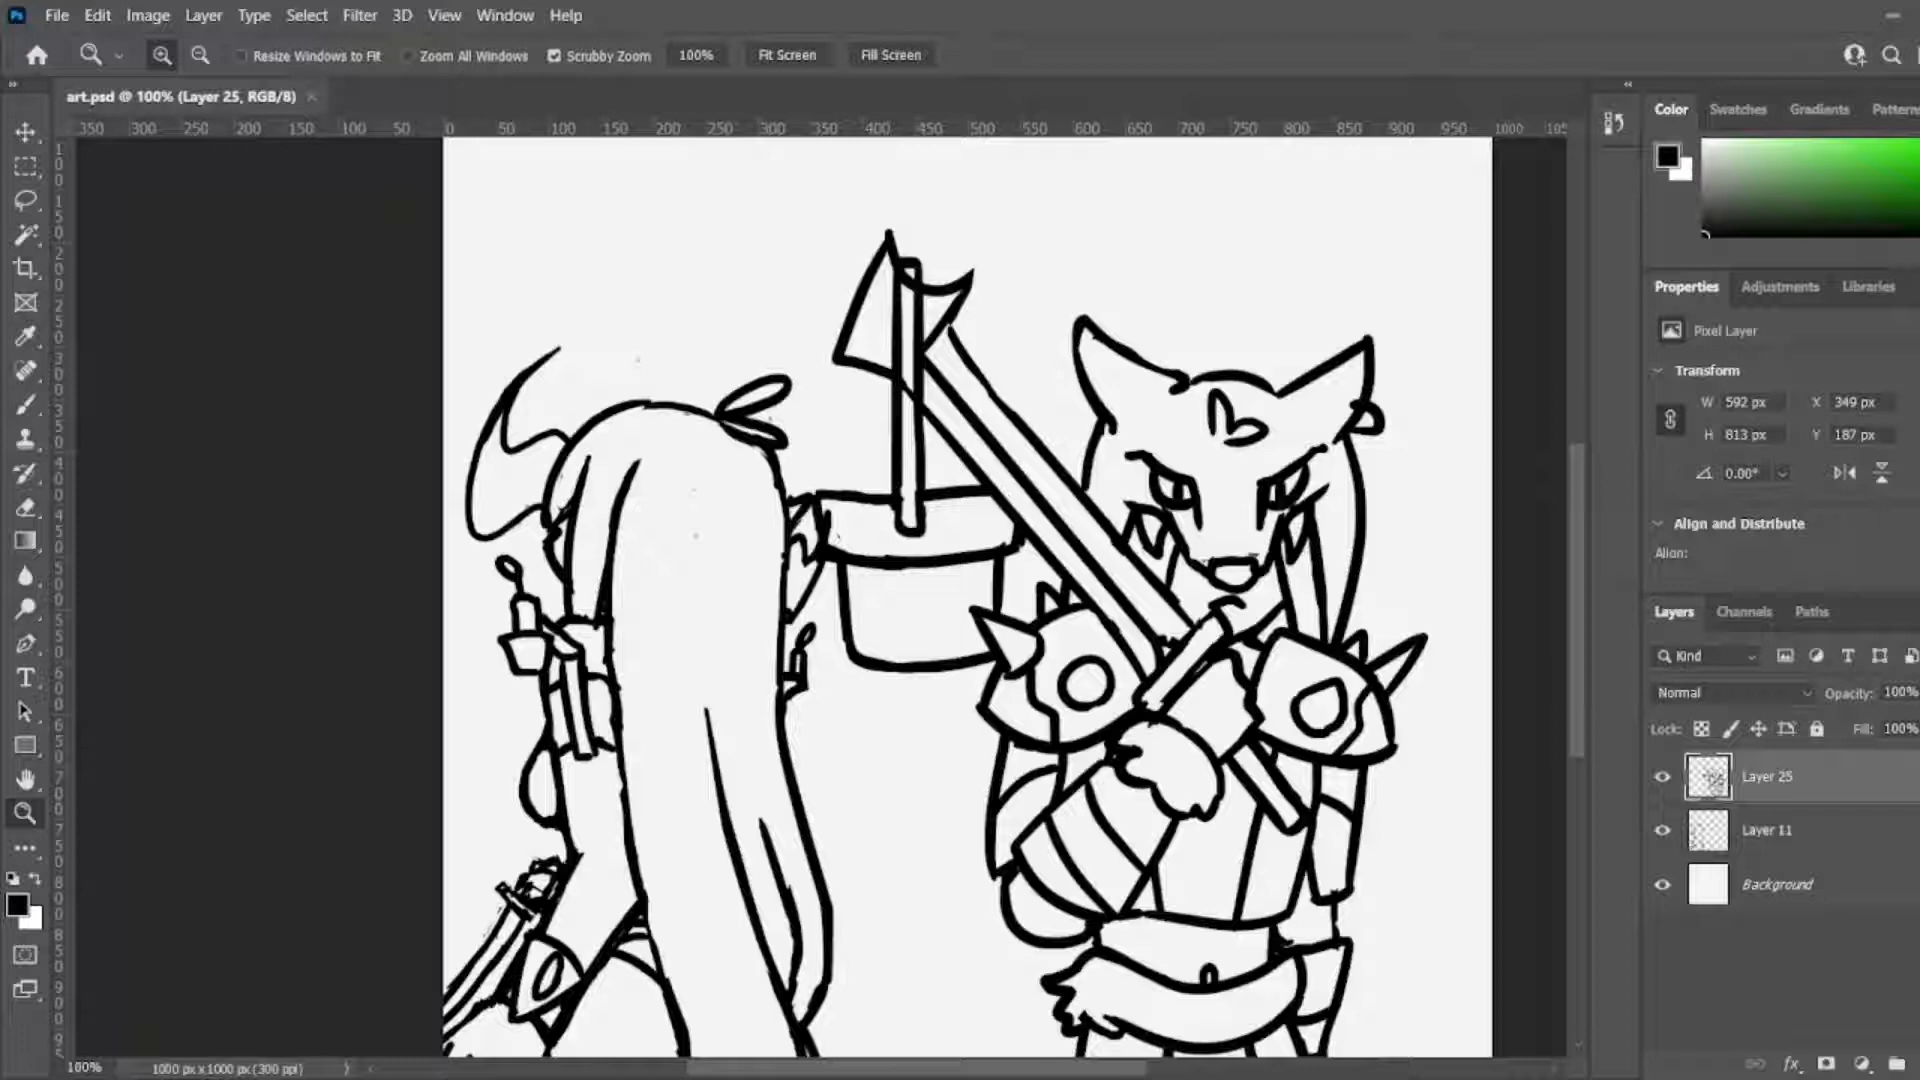 Ps File Edit Image Layer Type Select Filter 3D View Window Help
Resize Windows to Fit Zoom All Windows Scrubby Zoom 100% Fit Screen Fill Screen
art.psd @ 100% (Layer 25, RGB/8)
350 300 250 200 150 100 50 0 50 100 150 200 250 300 350 400 450 500 550 600 650 700 750 800 850 900 950 1000
Color Swatches Gradients Patterns
Properties Adjustments Libraries
Pixel Layer
Transform
W 592 px X 349 px
H 813 px Y 187 px
0.00°
Align and Distribute
Align:
Layers Channels Paths
Kind
Normal Opacity: 100%
Lock: Fill: 100%
Layer 25
Layer 11
Background
100% 1000 px x 1000 px (300 ppi)